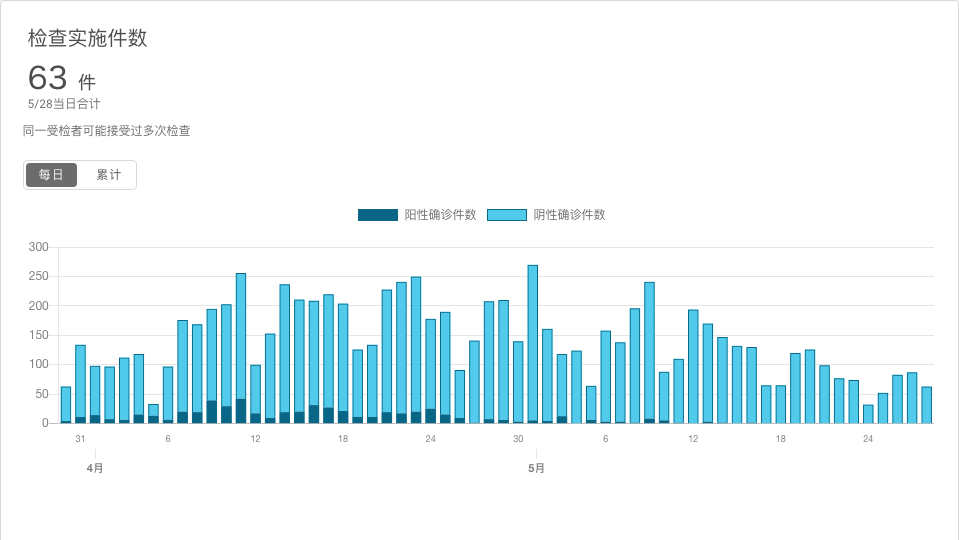 检查实施件数
63 件
5/28当日合计
同一受检者可能接受过多次检查
每日 累计
阳性确诊件数 阴性确诊件数
300
250
200
150
100
50
0
31 6 12 18 24 30 6 12 18 24
4月 5月